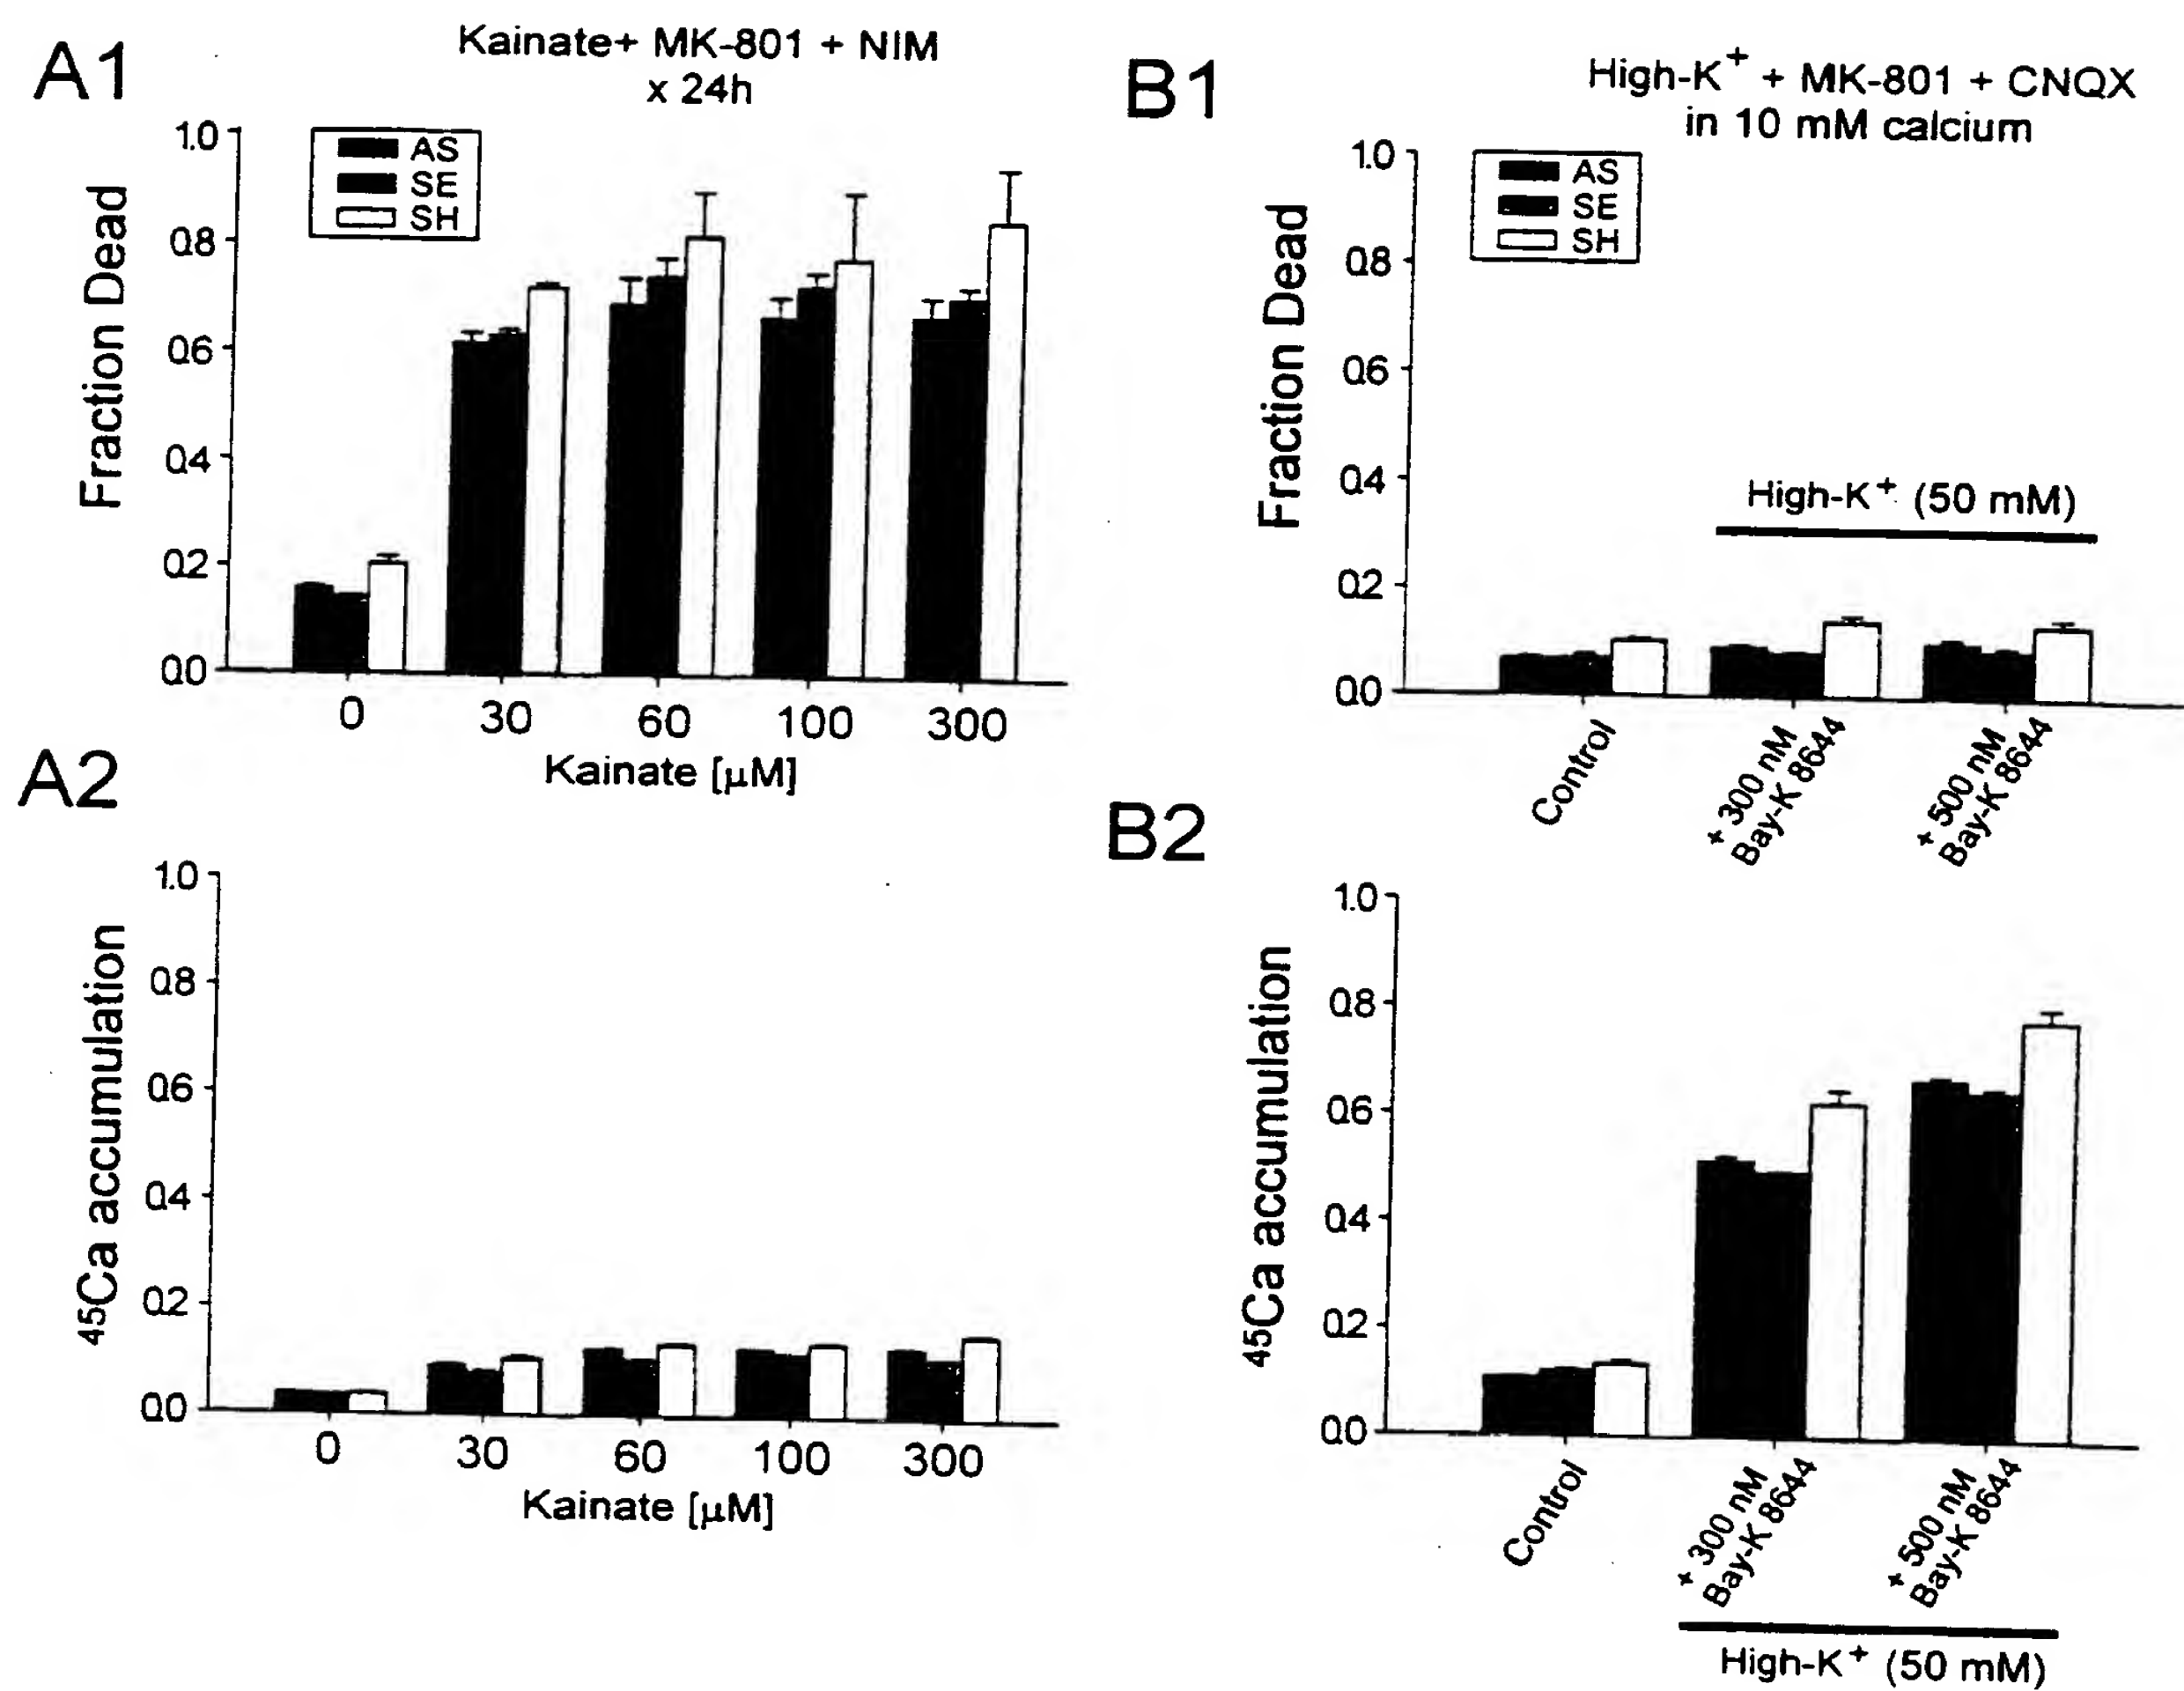 A1
Kainate+ MK-801 + NIM
x 24h
1.0
0.8
0.6
0.4
0.2
0.0
Fraction Dead
AS
SE
SH
0 30 60 100 300
Kainate [μM]
B1
High-K⁺ + MK-801 + CNQX
in 10 mM calcium
1.0
0.8
0.6
0.4
0.2
0.0
Fraction Dead
AS
SE
SH
High-K⁺ (50 mM)
Control
+ 300 nM
Bay-K 8644
+ 500 nM
Bay-K 8644
A2
1.0
0.8
0.6
0.4
0.2
0.0
⁴⁵Ca accumulation
0 30 60 100 300
Kainate [μM]
B2
1.0
0.8
0.6
0.4
0.2
0.0
⁴⁵Ca accumulation
Control
+ 300 nM
Bay-K 8644
+ 500 nM
Bay-K 8644
High-K⁺ (50 mM)